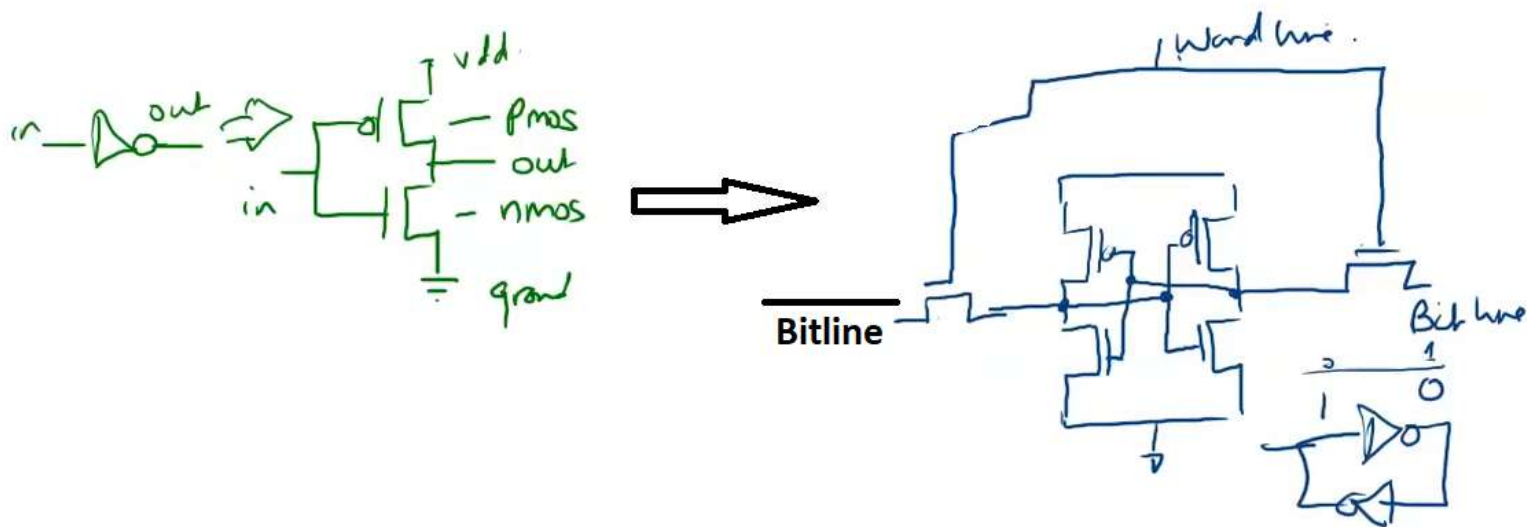 in
out
in
vdd.
Pmos
out
nmos
ground
Word line.
Bitline
Bit line
0 1
1 0